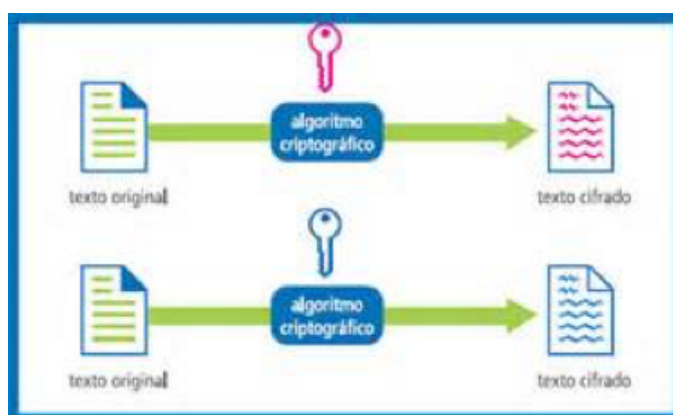 algoritmo
criptográfico
texto original
texto cifrado
algoritmo
criptográfico
texto original
texto cifrado